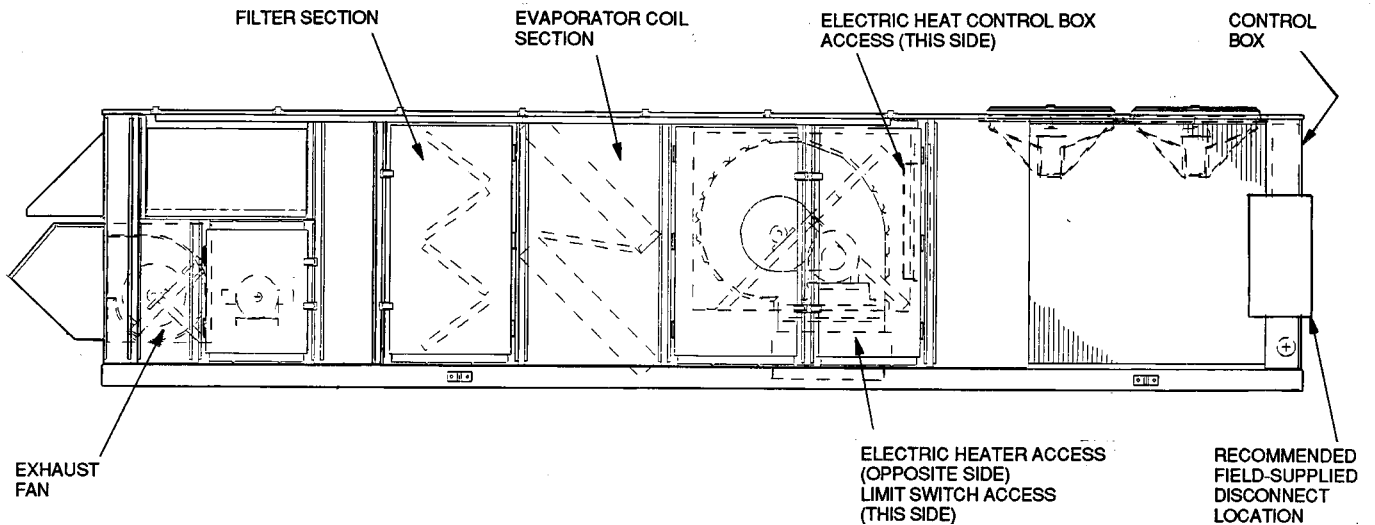 FILTER SECTION
EVAPORATOR COIL
SECTION
ELECTRIC HEAT CONTROL BOX
ACCESS (THIS SIDE)
CONTROL
BOX
EXHAUST
FAN
ELECTRIC HEATER ACCESS
(OPPOSITE SIDE)
LIMIT SWITCH ACCESS
(THIS SIDE)
RECOMMENDED
FIELD-SUPPLIED
DISCONNECT
LOCATION